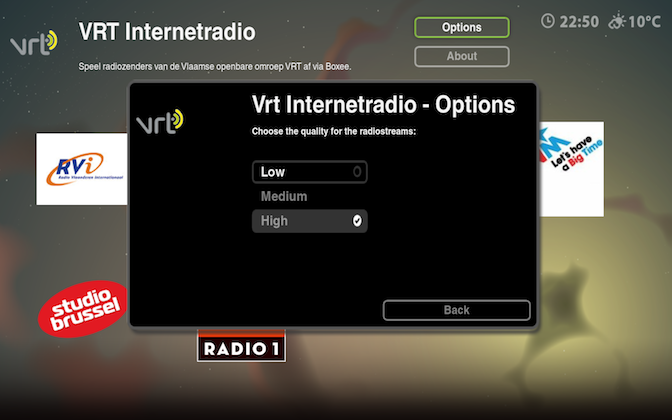 vrt
VRT Internetradio
Options
22:50
10°C
About
Speel radiozenders van de Vlaamse openbare omroep VRT af via Boxee.
vrt
Vrt Internetradio - Options
Choose the quality for the radiostreams:
Low
Medium
High
Back
RVi
Radio Vlaanderen Internationaal
M
Let's have
a Big Time
studio
brussel
RADIO 1